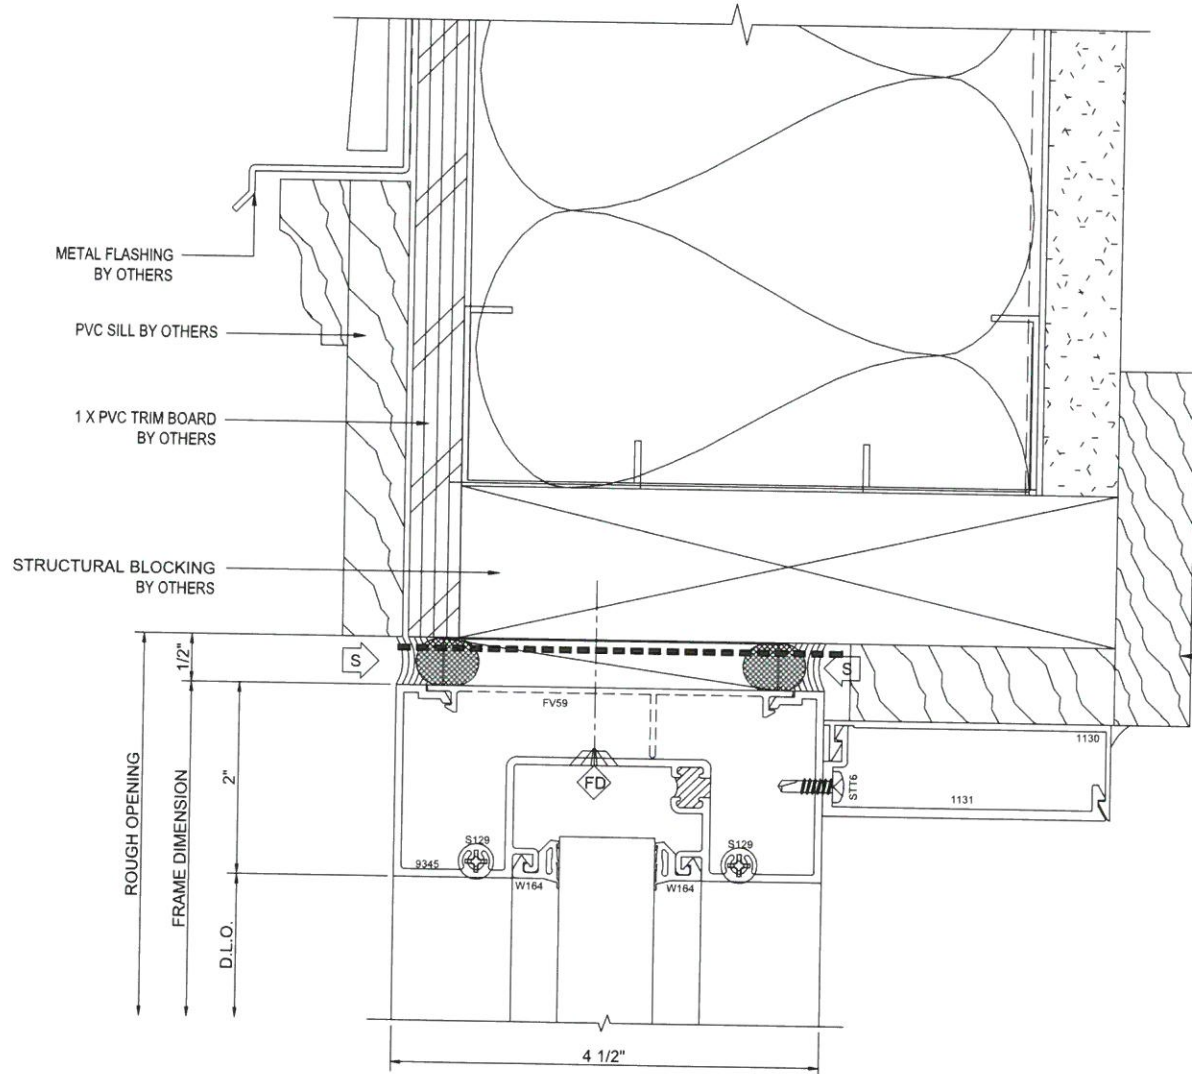 METAL FLASHING
BY OTHERS
PVC SILL BY OTHERS
1 X PVC TRIM BOARD
BY OTHERS
STRUCTURAL BLOCKING
BY OTHERS
1/2"
S
S
FV59
ROUGH OPENING
FRAME DIMENSION
2"
D.L.O.
FD
1130
1131
STT6
S129
S129
9345
W164
W164
4 1/2"